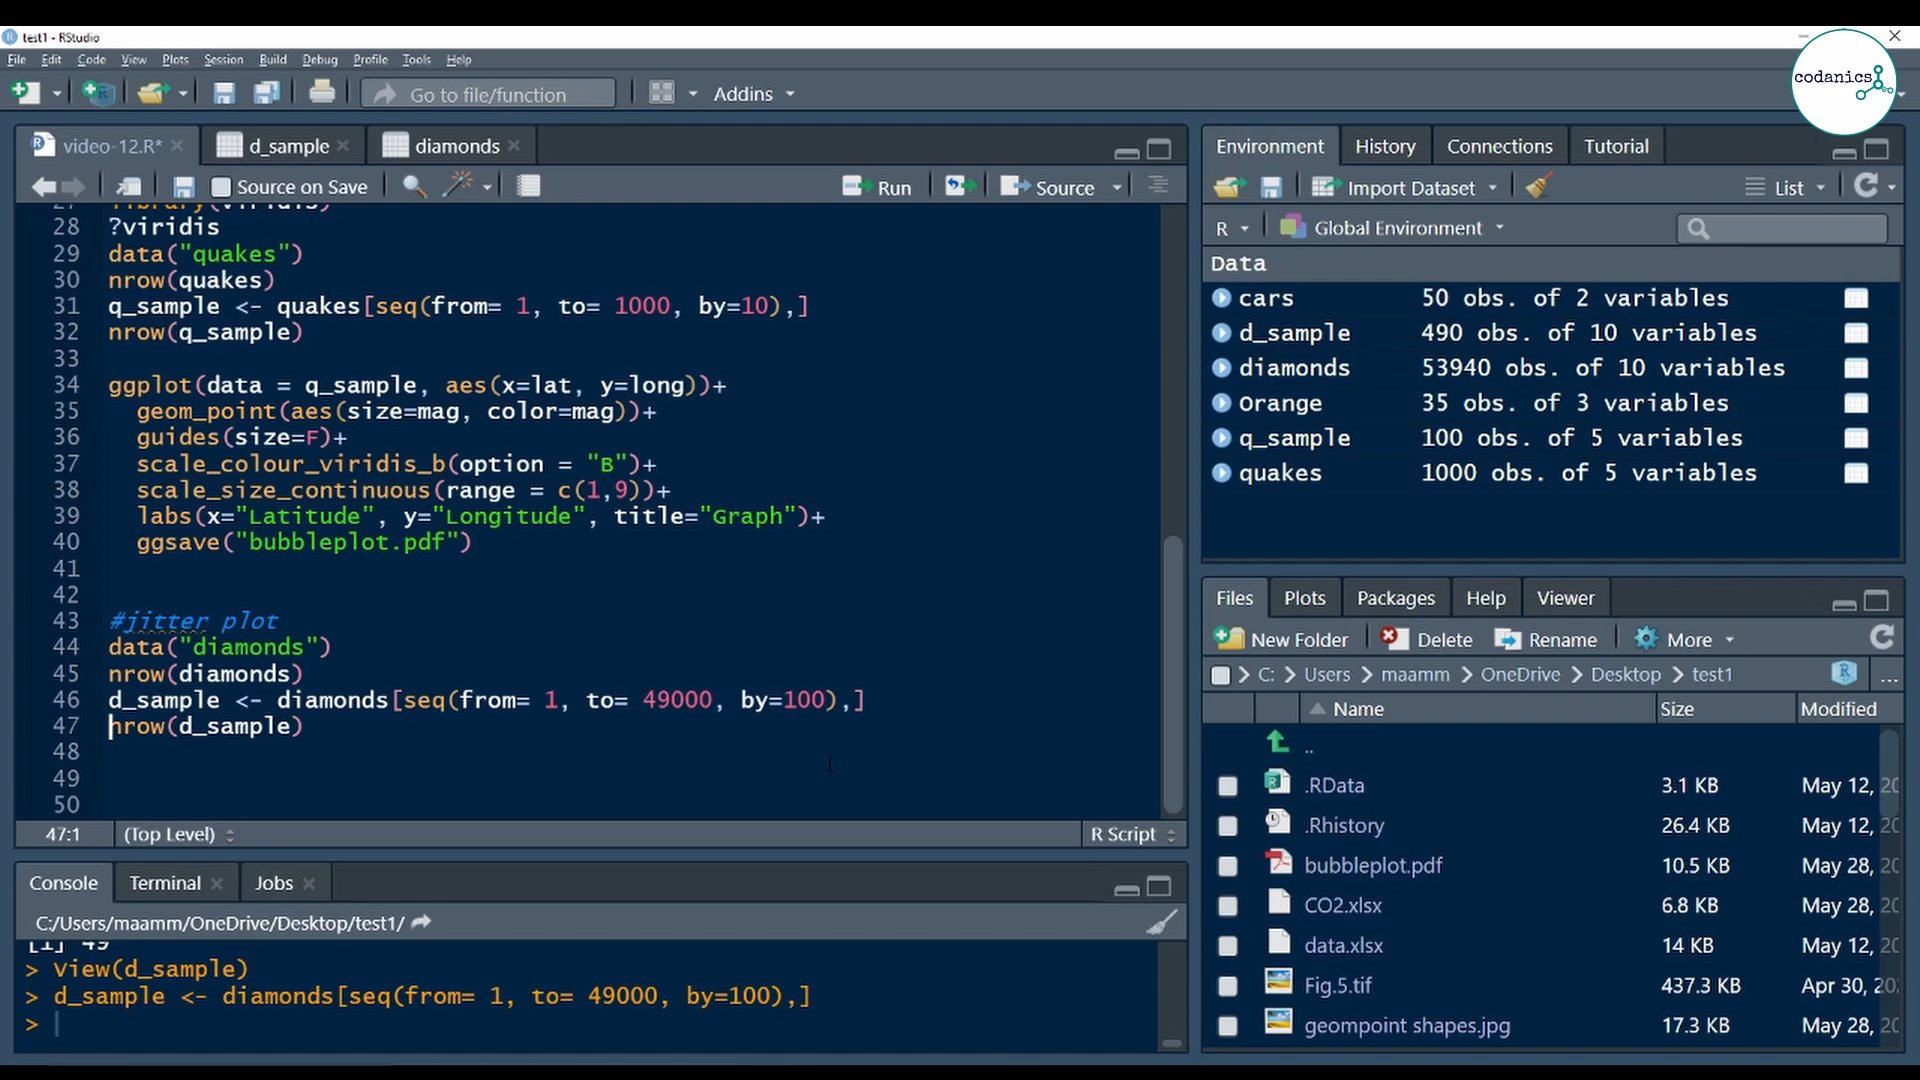 test1 - RStudio
codanics
File Edit Code View Plots Session Build Debug Profile Tools Help
Go to file/function Addins
video-12.R* d_sample diamonds
Source on Save Run Source
27 library(viridis)
28 ?viridis
29 data("quakes")
30 nrow(quakes)
31 q_sample <- quakes[seq(from= 1, to= 1000, by=10),]
32 nrow(q_sample)
33
34 ggplot(data = q_sample, aes(x=lat, y=long))+
35 geom_point(aes(size=mag, color=mag))+
36 guides(size=F)+
37 scale_colour_viridis_b(option = "B")+
38 scale_size_continuous(range = c(1,9))+
39 labs(x="Latitude", y="Longitude", title="Graph")+
40 ggsave("bubbleplot.pdf")
41
42
43 #jitter plot
44 data("diamonds")
45 nrow(diamonds)
46 d_sample <- diamonds[seq(from= 1, to= 49000, by=100),]
47 nrow(d_sample)
48
49
50
47:1 (Top Level) R Script
Console Terminal Jobs
C:/Users/maamm/OneDrive/Desktop/test1/
[1] 49
> View(d_sample)
> d_sample <- diamonds[seq(from= 1, to= 49000, by=100),]
>
Environment History Connections Tutorial
Import Dataset List
R Global Environment
Data
cars 50 obs. of 2 variables
d_sample 490 obs. of 10 variables
diamonds 53940 obs. of 10 variables
Orange 35 obs. of 3 variables
q_sample 100 obs. of 5 variables
quakes 1000 obs. of 5 variables
Files Plots Packages Help Viewer
New Folder Delete Rename More
C: Users maamm OneDrive Desktop test1 ...
Name Size Modified
..
.RData 3.1 KB May 12, 20
.Rhistory 26.4 KB May 12, 20
bubbleplot.pdf 10.5 KB May 28, 20
CO2.xlsx 6.8 KB May 28, 20
data.xlsx 14 KB May 12, 20
Fig.5.tif 437.3 KB Apr 30, 20
geompoint shapes.jpg 17.3 KB May 28, 20